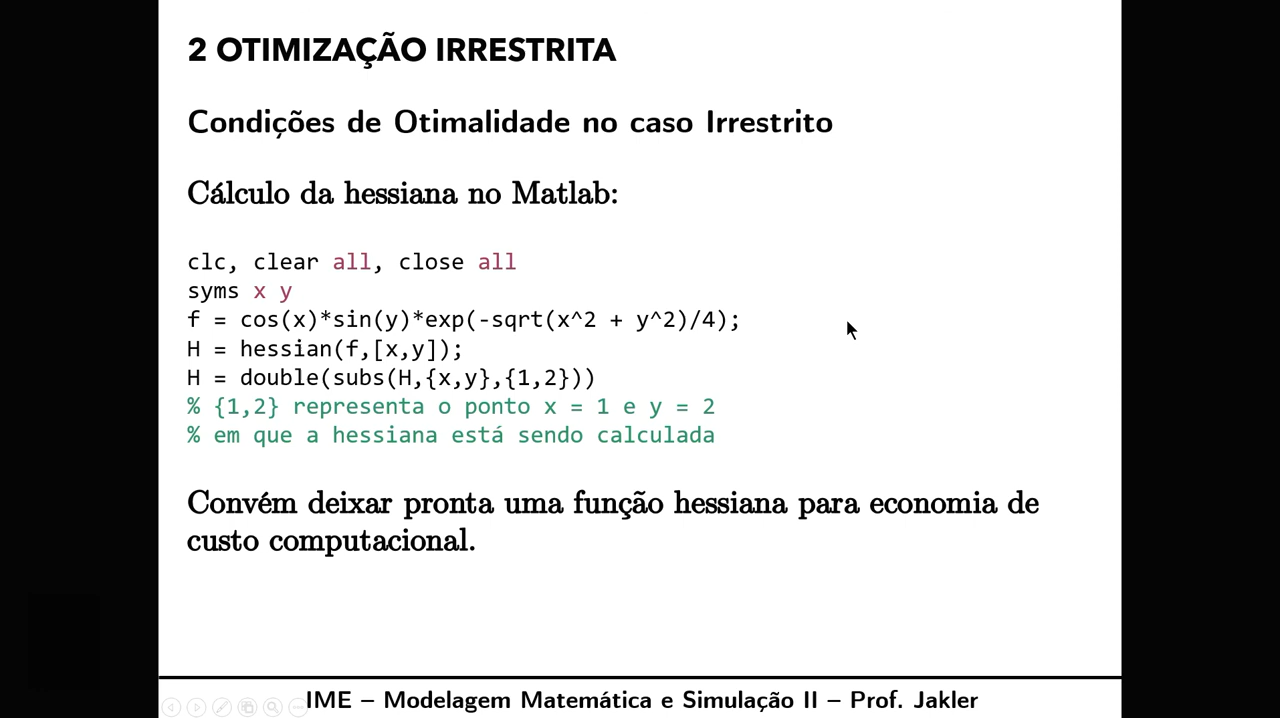 2 OTIMIZAÇÃO IRRESTRITA
Condições de Otimalidade no caso Irrestrito
Cálculo da hessiana no Matlab:
clc, clear all, close all
syms x y
f = cos(x)*sin(y)*exp(-sqrt(x^2 + y^2)/4);
H = hessian(f,[x,y]);
H = double(subs(H,{x,y},{1,2}))
% {1,2} representa o ponto x = 1 e y = 2
% em que a hessiana está sendo calculada
Convém deixar pronta uma função hessiana para economia de
custo computacional.
IME – Modelagem Matemática e Simulação II – Prof. Jakler